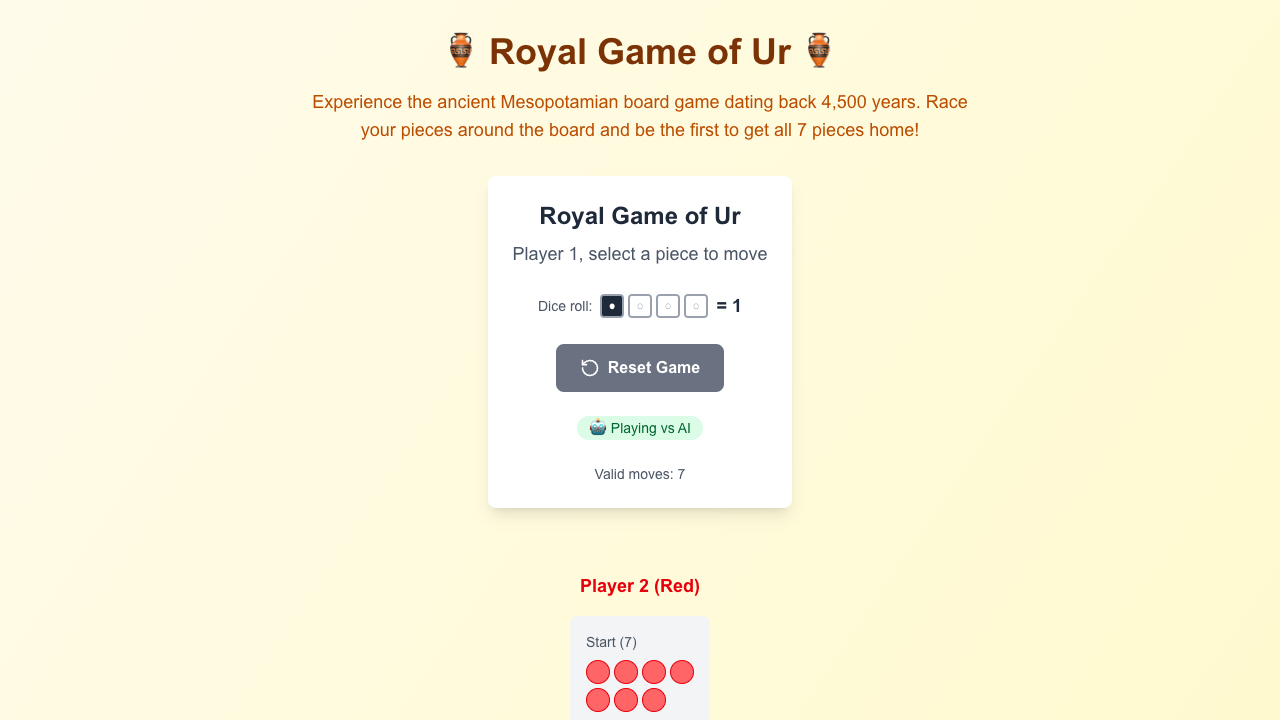 Royal Game of Ur
Experience the ancient Mesopotamian board game dating back 4,500 years. Race
your pieces around the board and be the first to get all 7 pieces home!
Royal Game of Ur
Player 1, select a piece to move
Dice roll: = 1
Reset Game
Playing vs AI
Valid moves: 7
Player 2 (Red)
Start (7)